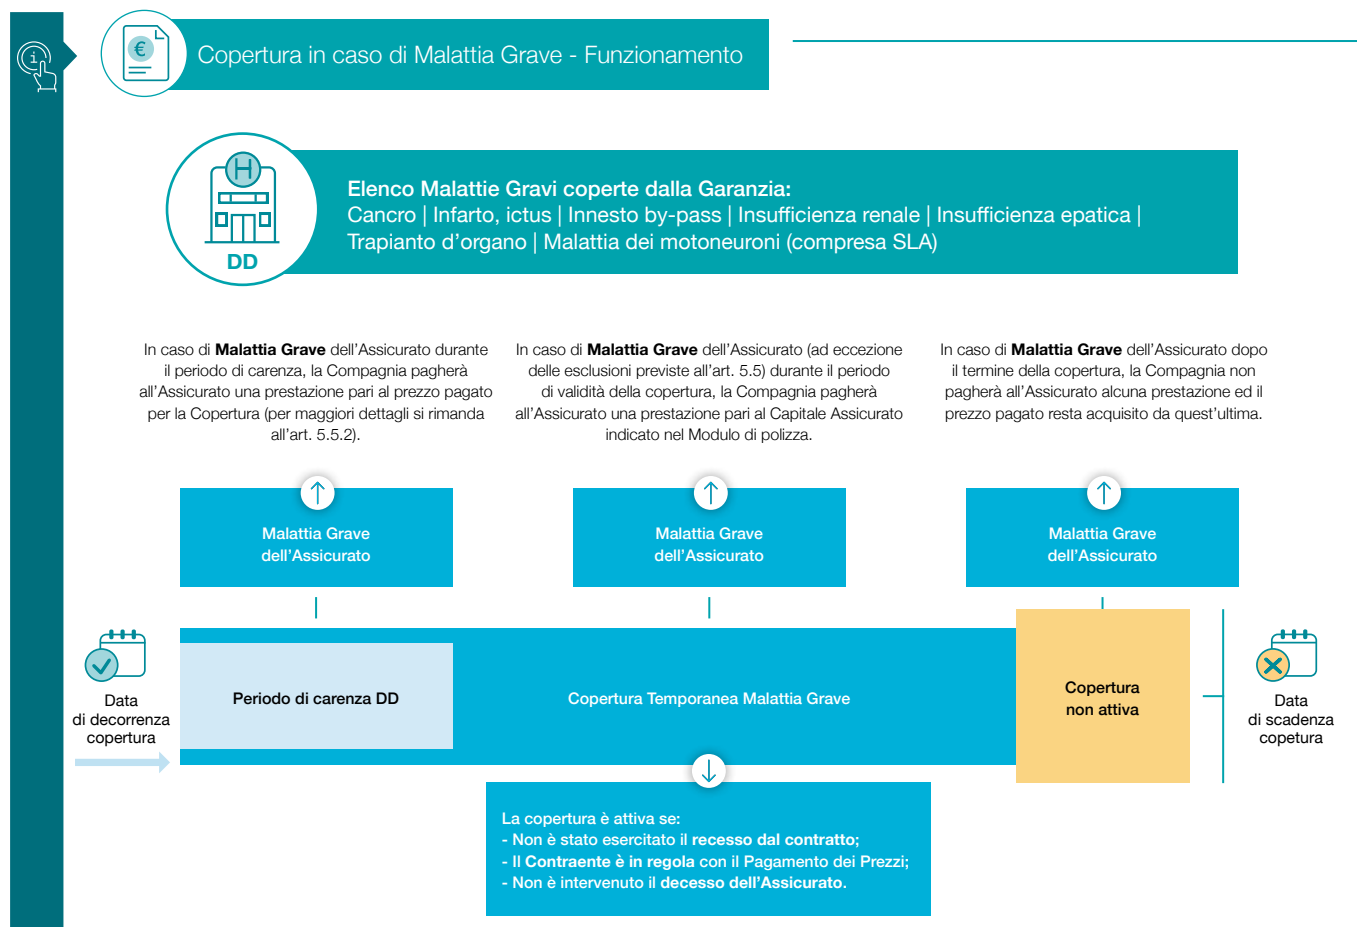 Copertura in caso di Malattia Grave - Funzionamento
Elenco Malattie Gravi coperte dalla Garanzia:
Cancro | Infarto, ictus | Innesto by-pass | Insufficienza renale | Insufficienza epatica |
Trapianto d'organo | Malattia dei motoneuroni (compresa SLA)
H
DD
In caso di Malattia Grave dell'Assicurato durante
il periodo di carenza, la Compagnia pagherà
all'Assicurato una prestazione pari al prezzo pagato
per la Copertura (per maggiori dettagli si rimanda
all'art. 5.5.2).
In caso di Malattia Grave dell'Assicurato (ad eccezione
delle esclusioni previste all'art. 5.5) durante il periodo
di validità della copertura, la Compagnia pagherà
all'Assicurato una prestazione pari al Capitale Assicurato
indicato nel Modulo di polizza.
In caso di Malattia Grave dell'Assicurato dopo
il termine della copertura, la Compagnia non
pagherà all'Assicurato alcuna prestazione ed il
prezzo pagato resta acquisito da quest'ultima.
Malattia Grave
dell'Assicurato
Malattia Grave
dell'Assicurato
Malattia Grave
dell'Assicurato
Data
di decorrenza
copertura
Periodo di carenza DD
Copertura Temporanea Malattia Grave
Copertura
non attiva
Data
di scadenza
copetura
La copertura è attiva se:
- Non è stato esercitato il recesso dal contratto;
- Il Contraente è in regola con il Pagamento dei Prezzi;
- Non è intervenuto il decesso dell'Assicurato.